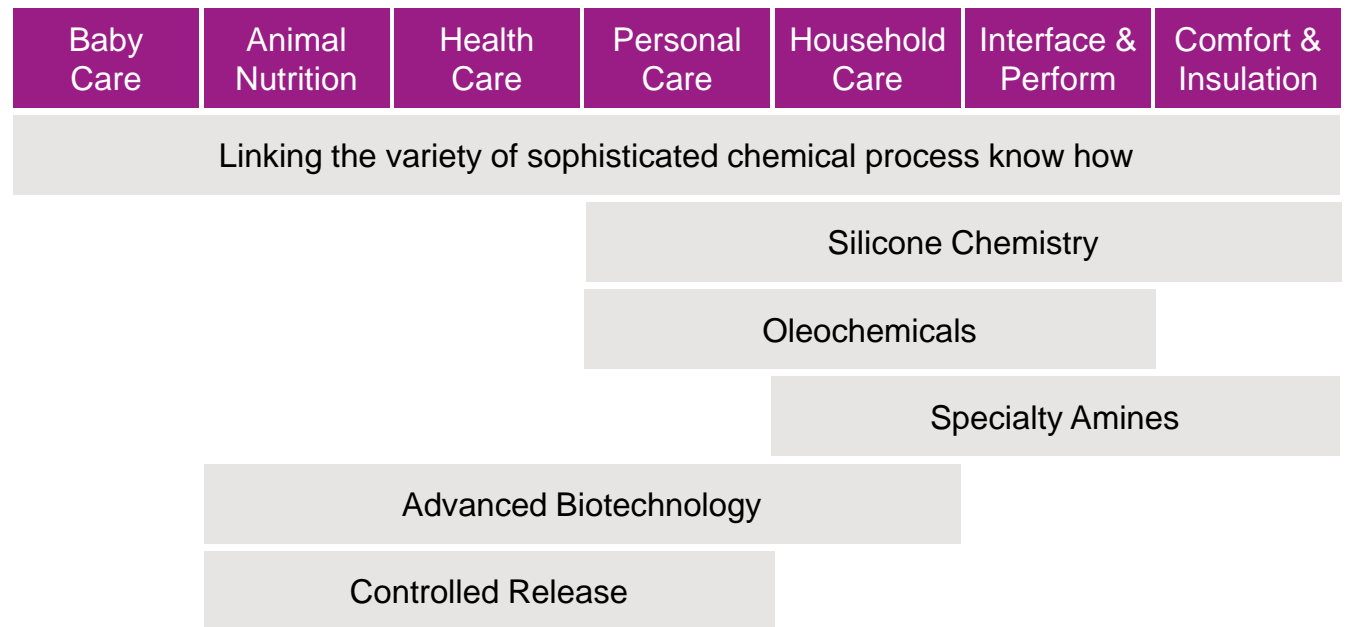 Baby
Care
Animal
Nutrition
Health
Care
Personal
Care
Household
Care
Interface &
Perform
Comfort &
Insulation
Linking the variety of sophisticated chemical process know how
Silicone Chemistry
Oleochemicals
Specialty Amines
Advanced Biotechnology
Controlled Release